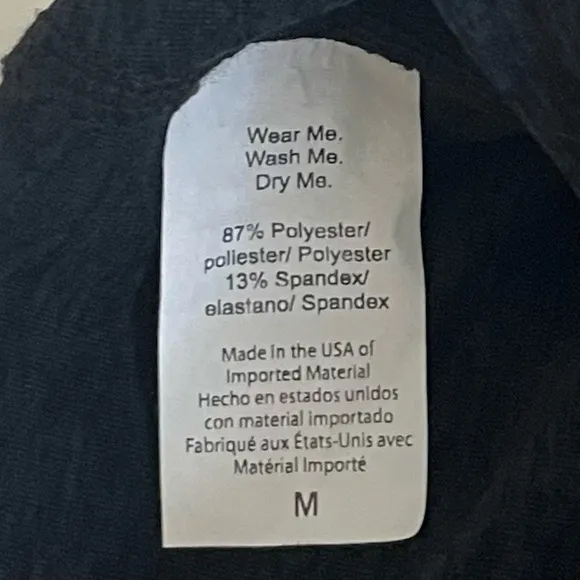 Wear Me.
Wash Me.
Dry Me.
87% Polyester/
poliester/ Polyester
13% Spandex/
elastano/ Spandex
Made in the USA of
Imported Material
Hecho en estados unidos
con material importado
Fabriqué aux États-Unis avec
Matérial Importé
M